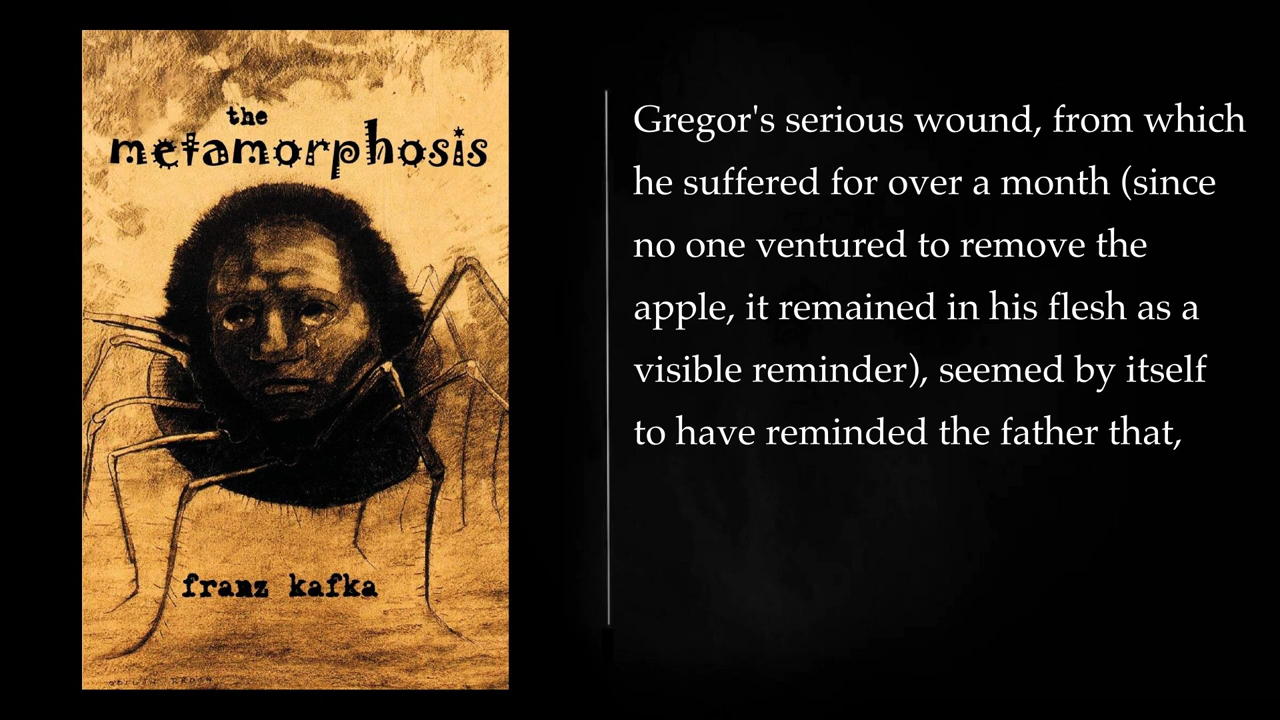 the
metamorphosis
franz kafka
ODILON REDON
Gregor's serious wound, from which
he suffered for over a month (since
no one ventured to remove the
apple, it remained in his flesh as a
visible reminder), seemed by itself
to have reminded the father that,